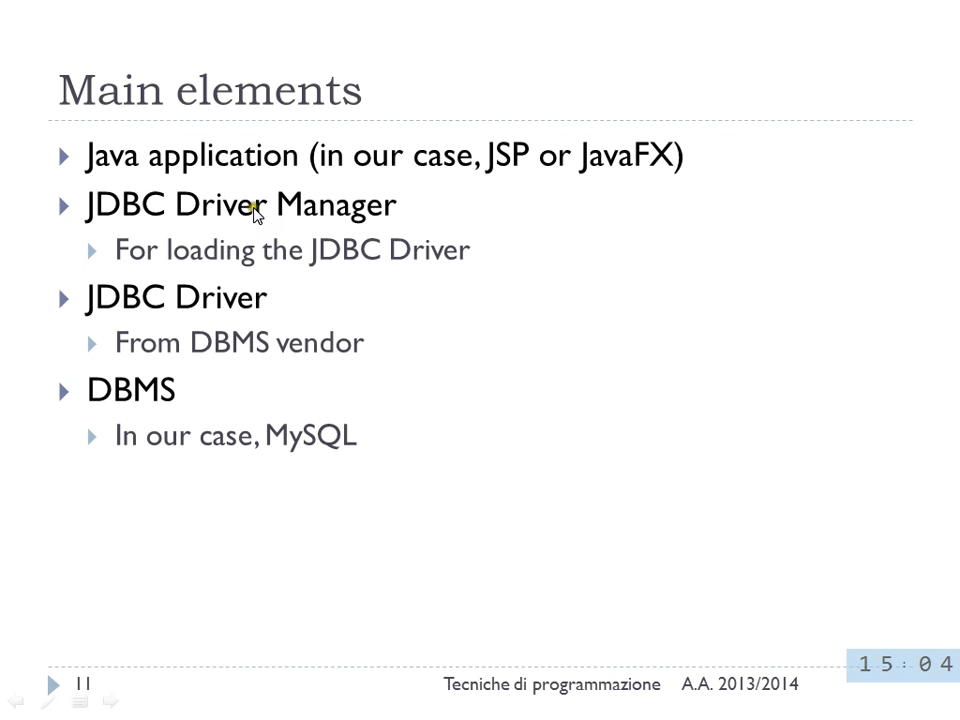 Main elements
Java application (in our case, JSP or JavaFX)
JDBC Driver Manager
For loading the JDBC Driver
JDBC Driver
From DBMS vendor
DBMS
In our case, MySQL
11
Tecniche di programmazione A.A. 2013/2014
15:04